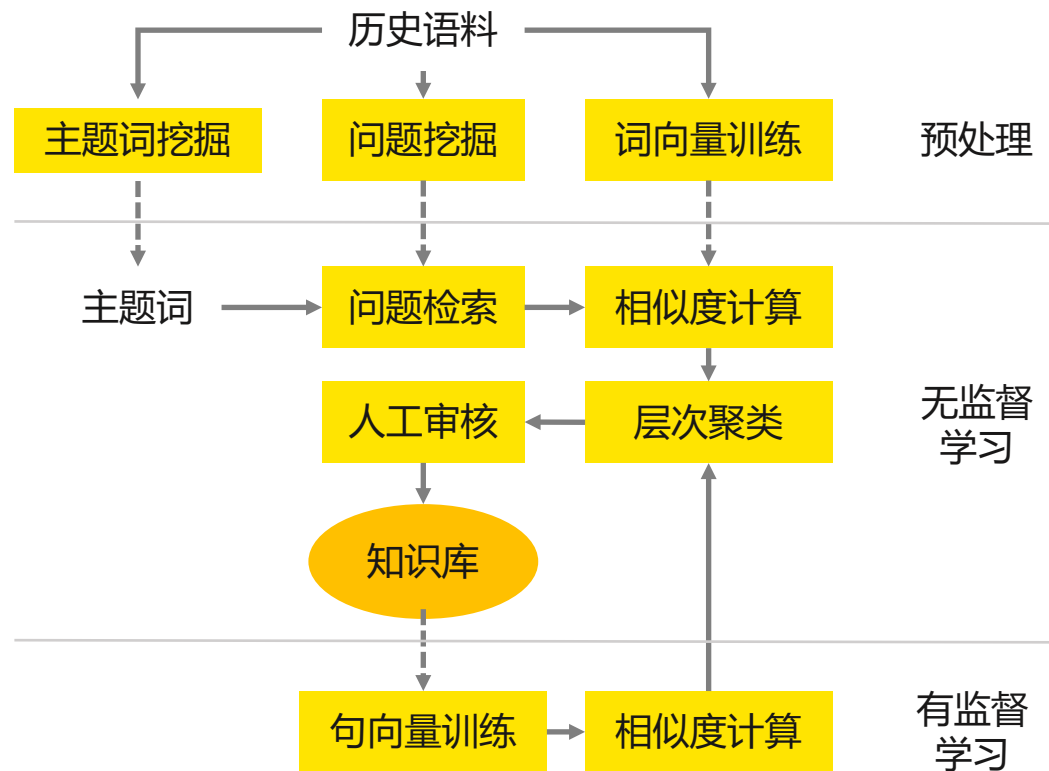 历史语料
主题词挖掘
问题挖掘
词向量训练
预处理
主题词
问题检索
相似度计算
人工审核
层次聚类
无监督
学习
知识库
句向量训练
相似度计算
有监督
学习